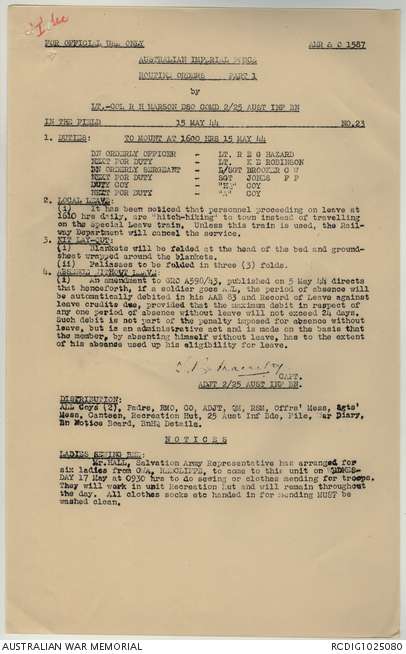 FOR OFFICIAL USE ONLY
AUSTRALIAN IMPERIAL FORCE
ROUTINE ORDERS PART 1
by
LT.-COL R H MARSON DSO COMD 2/25 AUST INF BN
IN THE FIELD 15 MAY 44 NO.23
1. DUTIES: TO MOUNT AT 1600 HRS 15 MAY 44
BN ORDERLY OFFICER - LT. R E G HAZARD
NEXT FOR DUTY - LT. K E ROBINSON
BN ORDERLY SERGEANT - L/SGT BROOKER C W
NEXT FOR DUTY - SGT JONES F P
DUTY COY - COY
NEXT FOR DUTY - COY
2. LOCAL LEAVE:
(i) It has been noticed that personnel proceeding on leave at
1610 hrs daily, are "hitch-hiking" to town instead of travelling
on the special Leave train. Unless this train is used, the Rail-
way Department will cancel the service.
3. KIT LAY-OUT:
(i) Blankets will be folded at the head of the bed and ground-
sheet wrapped around the blankets.
(ii) Paliasses to be folded in three (3) folds.
4. ABSENCE WITHOUT LEAVE:
(i) An amendment to GRO A590/43, published on 5 May 44 directs
that henceforth, if a soldier goes A.W.L. the period of absence will
be automatically debited in his AAB 83 and Record of Leave against
leave credits due, provided that the maximum debit in respect of
any one period of absence without leave will not exceed 24 days.
Such debit is not part of the penalty imposed for absence without
leave, but is an administrative act and is made on the basis that
the member, by absenting himself without leave, has to the extent
of his absence used up his eligibility for leave.
CAPT.
ADJT 2/25 AUST INF BN.
DISTRIBUTION:
ALL Coys (2), Padre, RMO, CO, ADJT, QM, RSM, Offrs' Mess, Sgts'
Mess, Canteen, Recreation Hut, 25 Aust Inf Bde, File, War Diary,
Bn Notice Board, BnHQ Details.
NOTICES
LADIES SEWING BEE:
Mr. HALL, Salvation Army Representative has arranged for
six ladies from REDCLIFFE, to come to this unit on WEDNES-
DAY 17 May at 0930 hrs to do sewing or clothes mending for troops.
They will work in unit Recreation Hut and will remain throughout
the day. All clothes socks etc handed in for mending MUST be
washed clean.
AUSTRALIAN WAR MEMORIAL RCDIG1025080